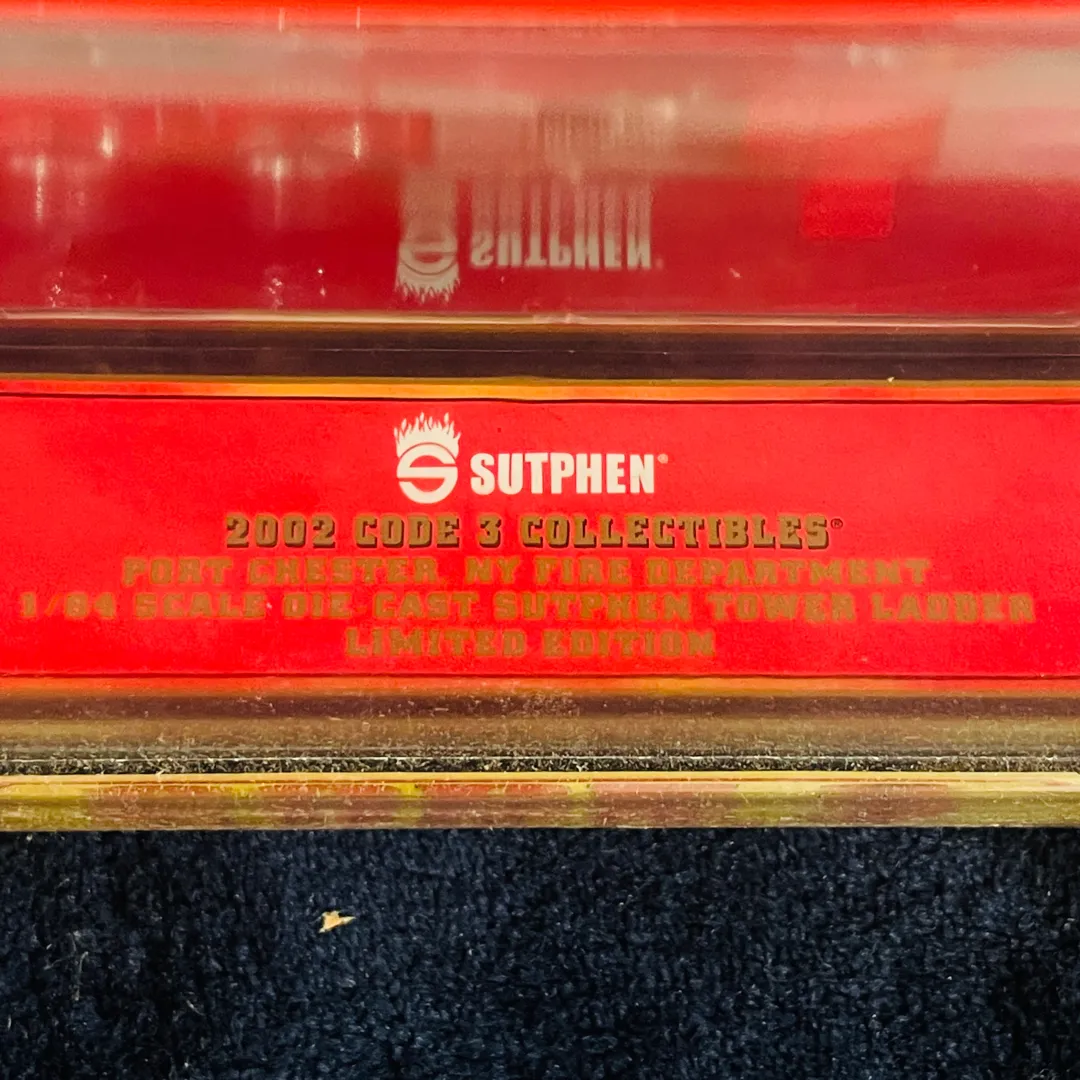 SUTPHEN®
2002 CODE 3 COLLECTIBLES®
PORT CHESTER, NY FIRE DEPARTMENT
1/64 SCALE DIE-CAST SUTPHEN TOWER LADDER
LIMITED EDITION